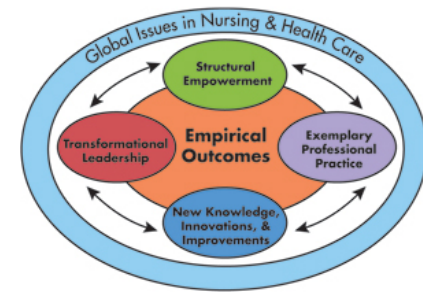 Global Issues in Nursing & Health Care
Structural
Empowerment
Transformational
Leadership
Empirical
Outcomes
Exemplary
Professional
Practice
New Knowledge,
Innovations, &
Improvements